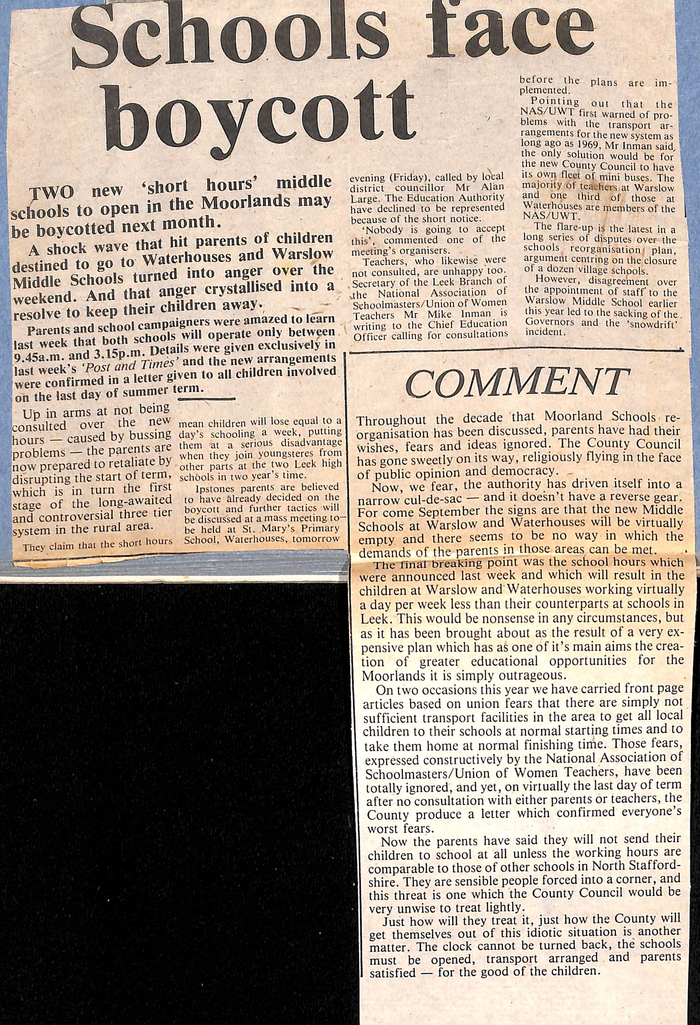 Schools face
boycott
TWO new 'short hours' middle
schools to open in the Moorlands may
be boycotted next month.
A shock wave that hit parents of children
destined to go to Waterhouses and Warslow
Middle Schools turned into anger over the
weekend. And that anger crystallised into a
resolve to keep their children away.
Parents and school campaigners were amazed to learn
last week that both schools will operate only between
9.45a.m. and 3.15p.m. Details were given exclusively in
last week's 'Post and Times' and the new arrangements
were confirmed in a letter given to all children involved
on the last day of summer term.
Up in arms at not being
consulted over the new
hours — caused by bussing
problems — the parents are
now prepared to retaliate by
disrupting the start of term,
which is in turn the first
stage of the long-awaited
and controversial three tier
system in the rural area.
They claim that the short hours
mean children will lose equal to a
day's schooling a week, putting
them at a serious disadvantage
when they join youngsters from
other parts at the two Leek high
schools in two year's time.
Ipstones parents are believed
to have already decided on the
boycott and further tactics will
be discussed at a mass meeting to
be held at St. Mary's Primary
School, Waterhouses, tomorrow
evening (Friday), called by local
district councillor Mr Alan
Large. The Education Authority
have declined to be represented
because of the short notice.
'Nobody is going to accept
this', commented one of the
meeting's organisers.
Teachers, who likewise were
not consulted, are unhappy too.
Secretary of the Leek Branch of
the National Association of
Schoolmasters/Union of Women
Teachers Mr Mike Inman is
writing to the Chief Education
Officer calling for consultations
before the plans are im-
plemented.
Pointing out that the
NAS/UWT first warned of pro-
blems with the transport ar-
rangements for the new system as
long ago as 1969, Mr Inman said,
the only solution would be for
the new County Council to have
its own fleet of mini buses. The
majority of teachers at Warslow
and one third of those at
Waterhouses are members of the
NAS/UWT.
The flare-up is the latest in a
long series of disputes over the
schools reorganisation plan,
argument centring on the closure
of a dozen village schools.
However, disagreement over
the appointment of staff to the
Warslow Middle School earlier
this year led to the sacking of the
Governors and the 'snowdrift'
incident.
COMMENT
Throughout the decade that Moorland Schools re-
organisation has been discussed, parents have had their
wishes, fears and ideas ignored. The County Council
has gone sweetly on its way, religiously flying in the face
of public opinion and democracy.
Now, we fear, the authority has driven itself into a
narrow cul-de-sac — and it doesn't have a reverse gear.
For come September the signs are that the new Middle
Schools at Warslow and Waterhouses will be virtually
empty and there seems to be no way in which the
demands of the parents in those areas can be met.
The final breaking point was the school hours which
were announced last week and which will result in the
children at Warslow and Waterhouses working virtually
a day per week less than their counterparts at schools in
Leek. This would be nonsense in any circumstances, but
as it has been brought about as the result of a very ex-
pensive plan which has as one of it's main aims the crea-
tion of greater educational opportunities for the
Moorlands it is simply outrageous.
On two occasions this year we have carried front page
articles based on union fears that there are simply not
sufficient transport facilities in the area to get all local
children to their schools at normal starting times and to
take them home at normal finishing time. Those fears,
expressed constructively by the National Association of
Schoolmasters/Union of Women Teachers, have been
totally ignored, and yet, on virtually the last day of term
after no consultation with either parents or teachers, the
County produce a letter which confirmed everyone's
worst fears.
Now the parents have said they will not send their
children to school at all unless the working hours are
comparable to those of other schools in North Stafford-
shire. They are sensible people forced into a corner, and
this threat is one which the County Council would be
very unwise to treat lightly.
Just how will they treat it, just how the County will
get themselves out of this idiotic situation is another
matter. The clock cannot be turned back, the schools
must be opened, transport arranged and parents
satisfied — for the good of the children.